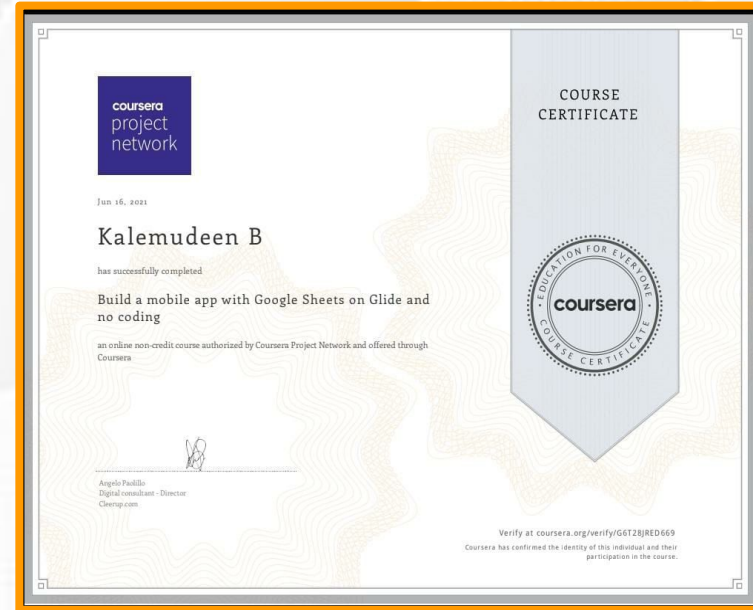 coursera
project
network
Jun 16, 2021
Kalemudeen B
has successfully completed
Build a mobile app with Google Sheets on Glide and
no coding
an online non-credit course authorized by Coursera Project Network and offered through
Coursera
Angelo Paolillo
Digital consultant - Director
Cleerup.com
COURSE
CERTIFICATE
EDUCATION FOR EVERYONE
coursera
COURSE CERTIFICATE
Verify at coursera.org/verify/G6T28JRED669
Coursera has confirmed the identity of this individual and their
participation in the course.